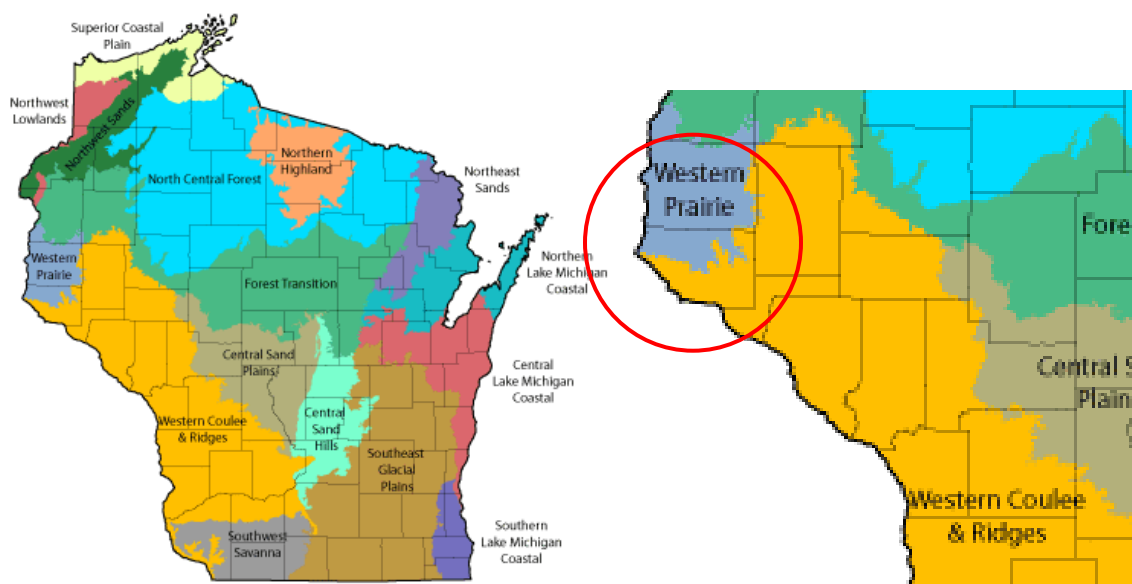 Superior Coastal
Plain
Northwest
Lowlands
Northwest Sands
North Central Forest
Northern
Highland
Northeast
Sands
Western
Prairie
Forest Transition
Northern
Lake Michigan
Coastal
Central Sand
Plains
Central
Lake Michigan
Coastal
Western Coulee
& Ridges
Central
Sand
Hills
Southeast
Glacial
Plains
Southwest
Savanna
Southern
Lake Michigan
Coastal
Western
Prairie
Fore
Central S
Plain
Western Coulee
& Ridges